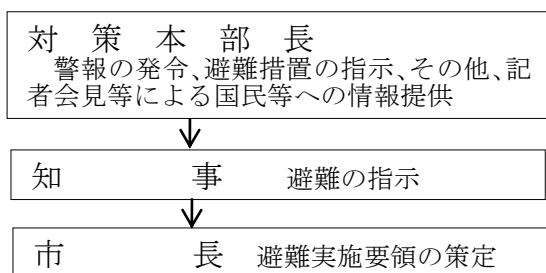 対策本部長
警報の発令、避難措置の指示、その他、記
者会見等による国民等への情報提供
知事 避難の指示
市長 避難実施要領の策定